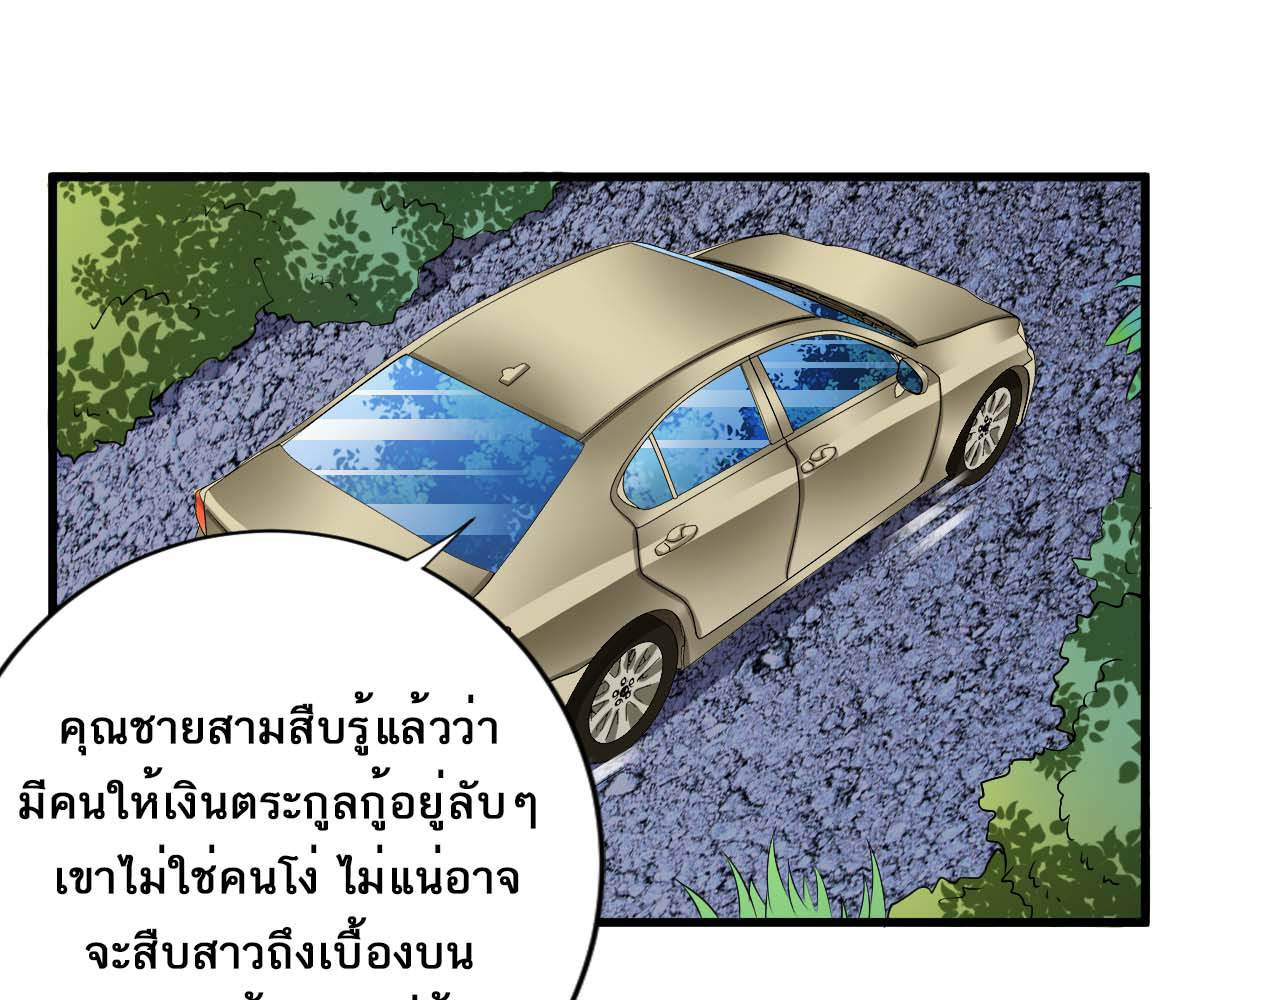 คุณชายสามสืบรู้แล้วว่า
มีคนให้เงินตระกูลกู้อยู่ลับๆ
เขาไม่ใช่คนโง่ ไม่แน่อาจ
จะสืบสาวถึงเบื้องบน